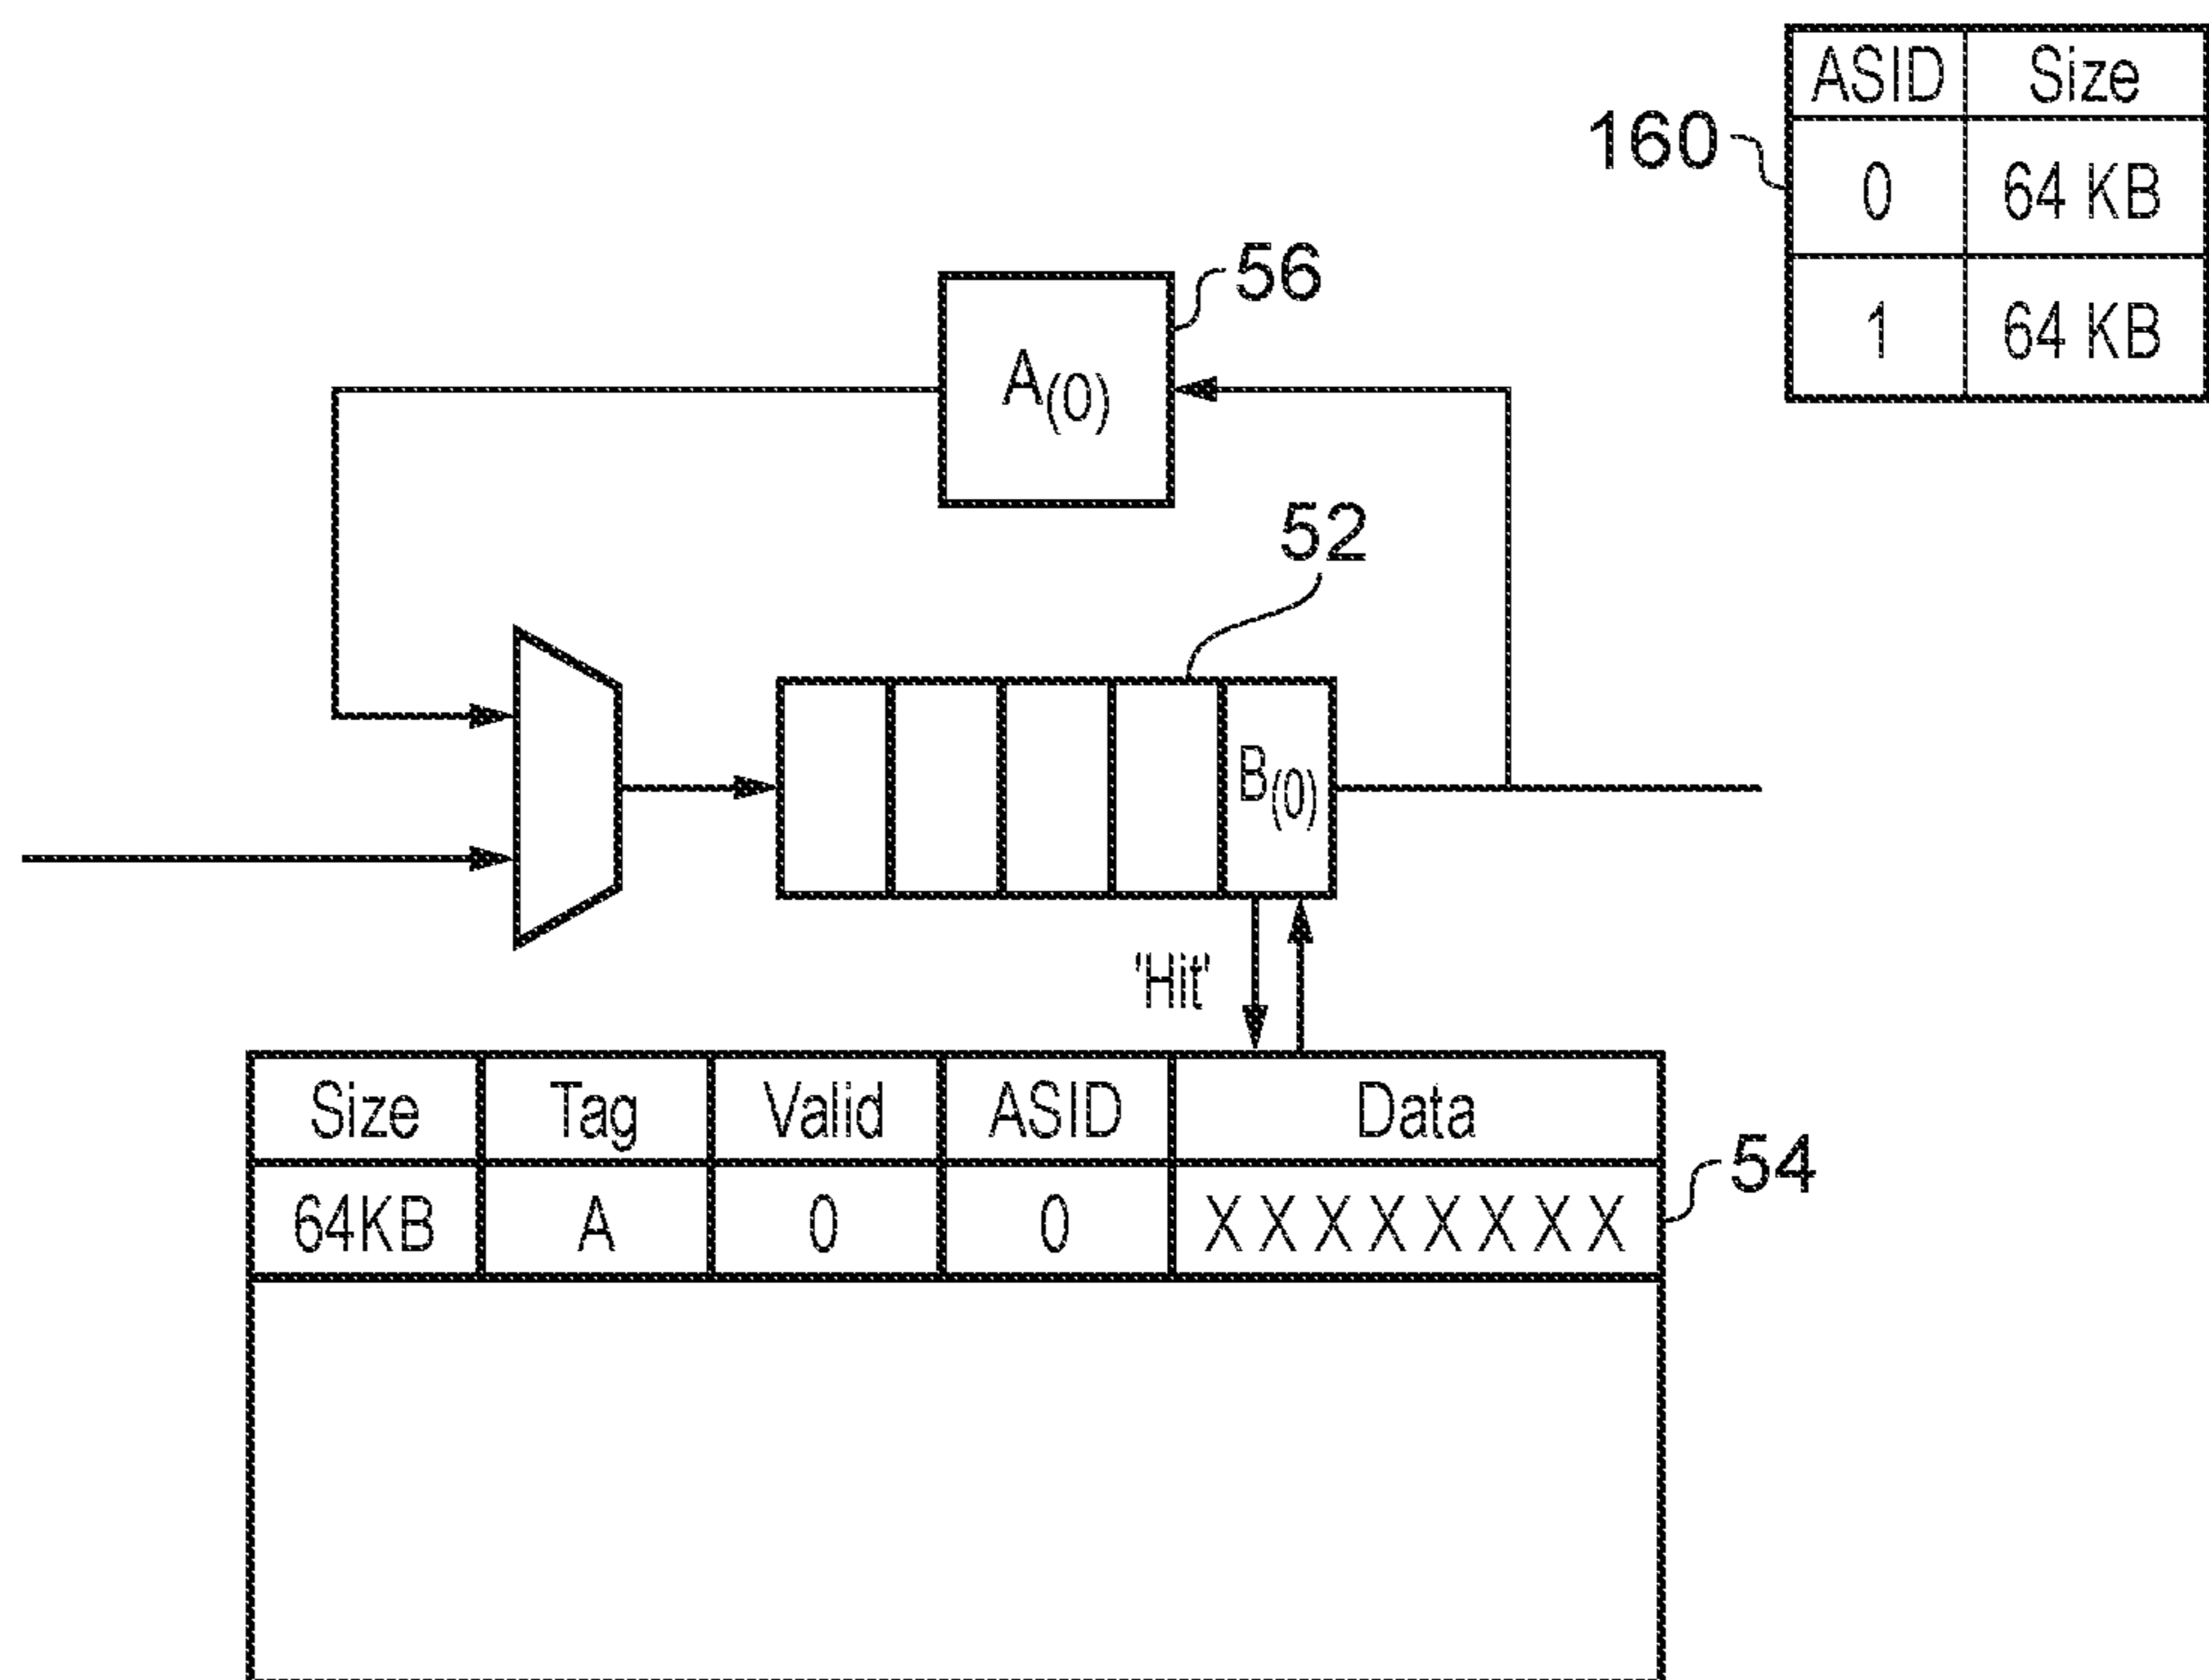 ASID Size
160 0 64 KB
1 64 KB
56
A(0)
52
B(0)
'Hit'
Size Tag Valid ASID Data
64KB A 0 0 X X X X X X X X
54